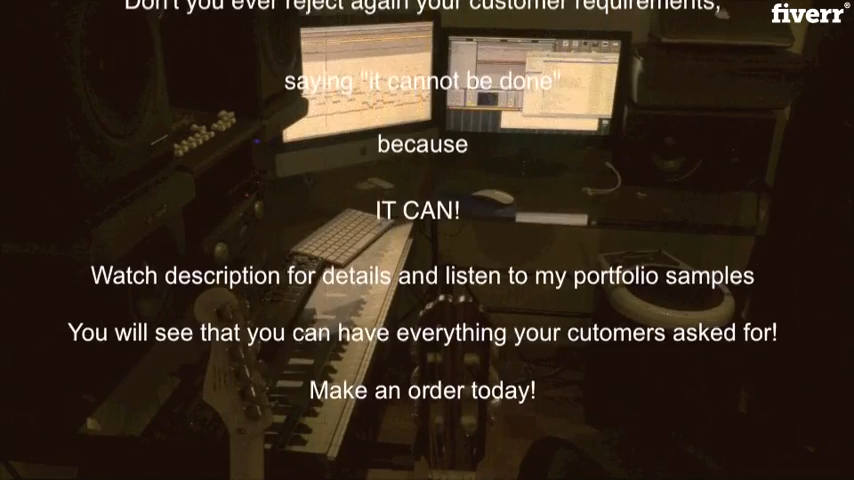 Don't you ever reject again your customer requirements,
fiverr®
saying "it cannot be done"
because
IT CAN!
Watch description for details and listen to my portfolio samples
You will see that you can have everything your cutomers asked for!
Make an order today!